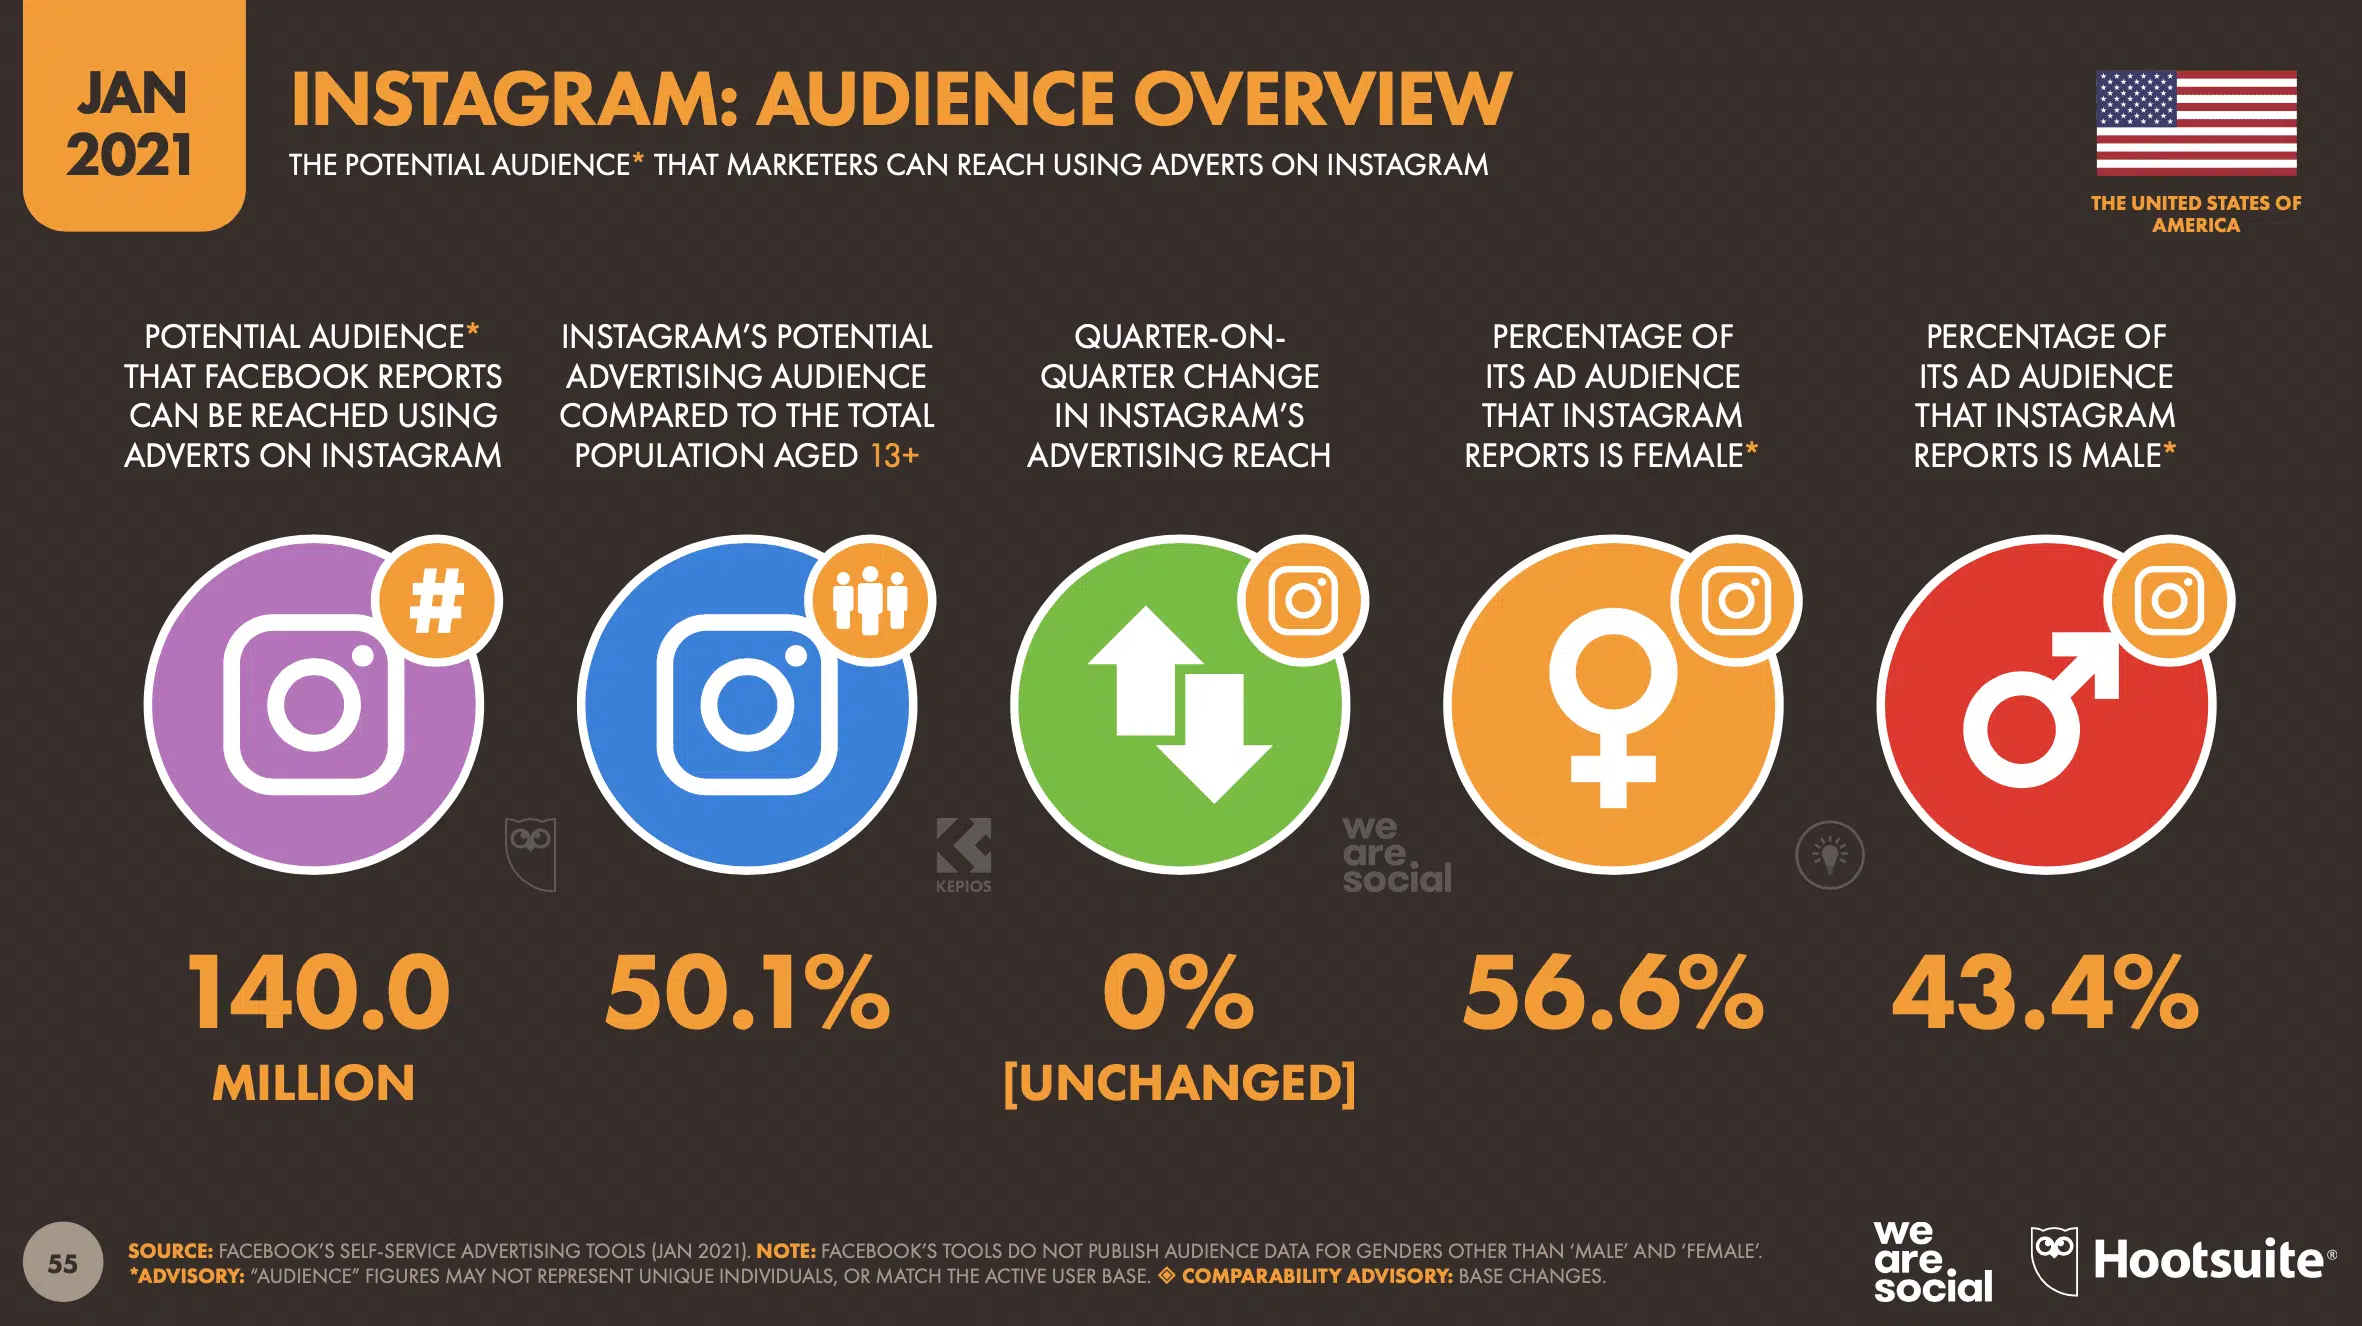 JAN
2021
INSTAGRAM: AUDIENCE OVERVIEW
THE POTENTIAL AUDIENCE* THAT MARKETERS CAN REACH USING ADVERTS ON INSTAGRAM
THE UNITED STATES OF
AMERICA
POTENTIAL AUDIENCE*
THAT FACEBOOK REPORTS
CAN BE REACHED USING
ADVERTS ON INSTAGRAM
#
140.0
MILLION
INSTAGRAM'S POTENTIAL
ADVERTISING AUDIENCE
COMPARED TO THE TOTAL
POPULATION AGED 13+
50.1%
QUARTER-ON-
QUARTER CHANGE
IN INSTAGRAM'S
ADVERTISING REACH
0%
[UNCHANGED]
PERCENTAGE OF
ITS AD AUDIENCE
THAT INSTAGRAM
REPORTS IS FEMALE*
56.6%
PERCENTAGE OF
ITS AD AUDIENCE
THAT INSTAGRAM
REPORTS IS MALE*
43.4%
KEPIOS
we
are.
social
55
SOURCE: FACEBOOK'S SELF-SERVICE ADVERTISING TOOLS (JAN 2021). NOTE: FACEBOOK'S TOOLS DO NOT PUBLISH AUDIENCE DATA FOR GENDERS OTHER THAN 'MALE' AND 'FEMALE'.
*ADVISORY: "AUDIENCE" FIGURES MAY NOT REPRESENT UNIQUE INDIVIDUALS, OR MATCH THE ACTIVE USER BASE. COMPARABILITY ADVISORY: BASE CHANGES.
we
are.
social
Hootsuite®